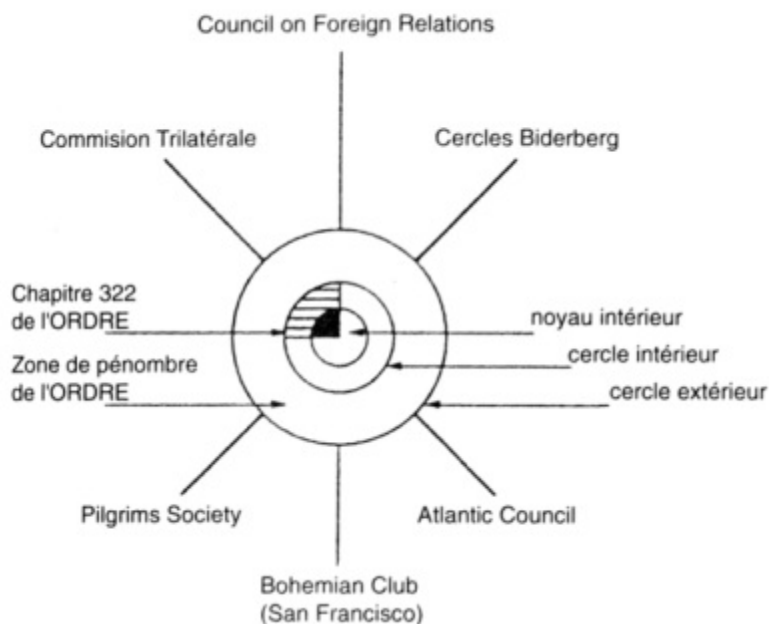 Council on Foreign Relations
Commision Trilatérale
Cercles Biderberg
Chapitre 322
de l'ORDRE
noyau intérieur
cercle intérieur
Zone de pénombre
de l'ORDRE
cercle extérieur
Pilgrims Society
Atlantic Council
Bohemian Club
(San Francisco)